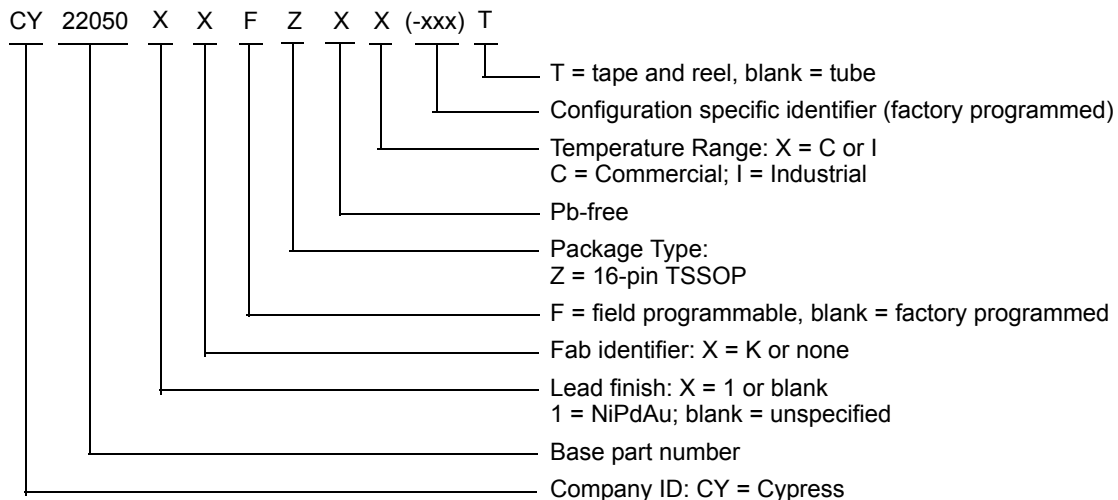 CY 22050 X X F Z X X (-xxx) T
T = tape and reel, blank = tube
Configuration specific identifier (factory programmed)
Temperature Range: X = C or I
C = Commercial; I = Industrial
Pb-free
Package Type:
Z = 16-pin TSSOP
F = field programmable, blank = factory programmed
Fab identifier: X = K or none
Lead finish: X = 1 or blank
1 = NiPdAu; blank = unspecified
Base part number
Company ID: CY = Cypress